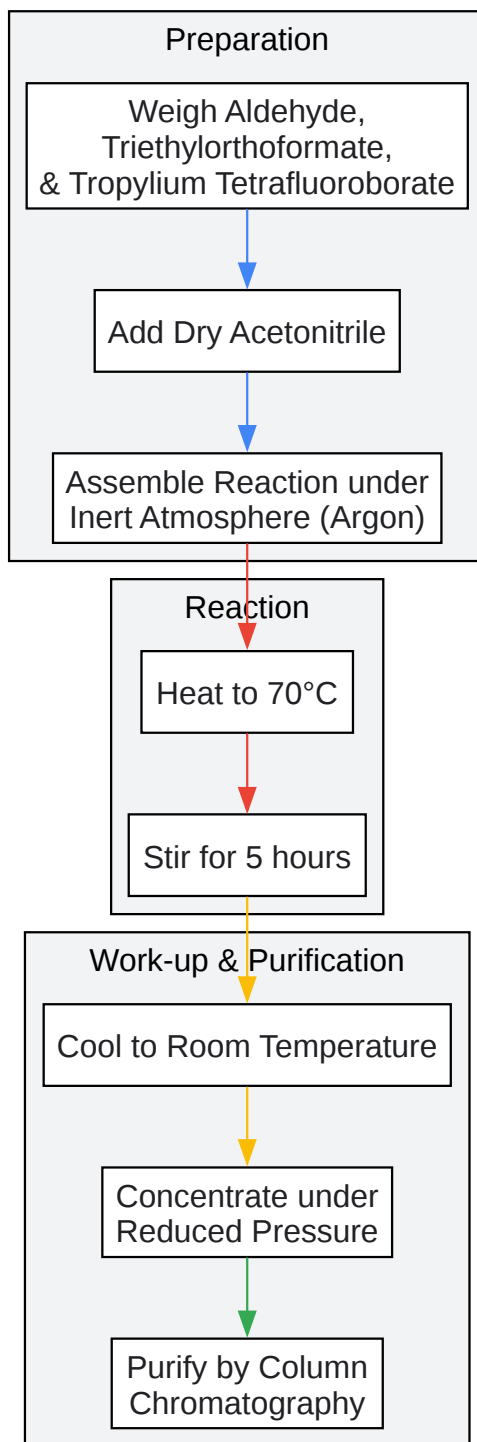 Preparation
Weigh Aldehyde,
Triethylorthoformate,
& Tropylium Tetrafluoroborate
Add Dry Acetonitrile
Assemble Reaction under
Inert Atmosphere (Argon)
Reaction
Heat to 70°C
Stir for 5 hours
Work-up & Purification
Cool to Room Temperature
Concentrate under
Reduced Pressure
Purify by Column
Chromatography